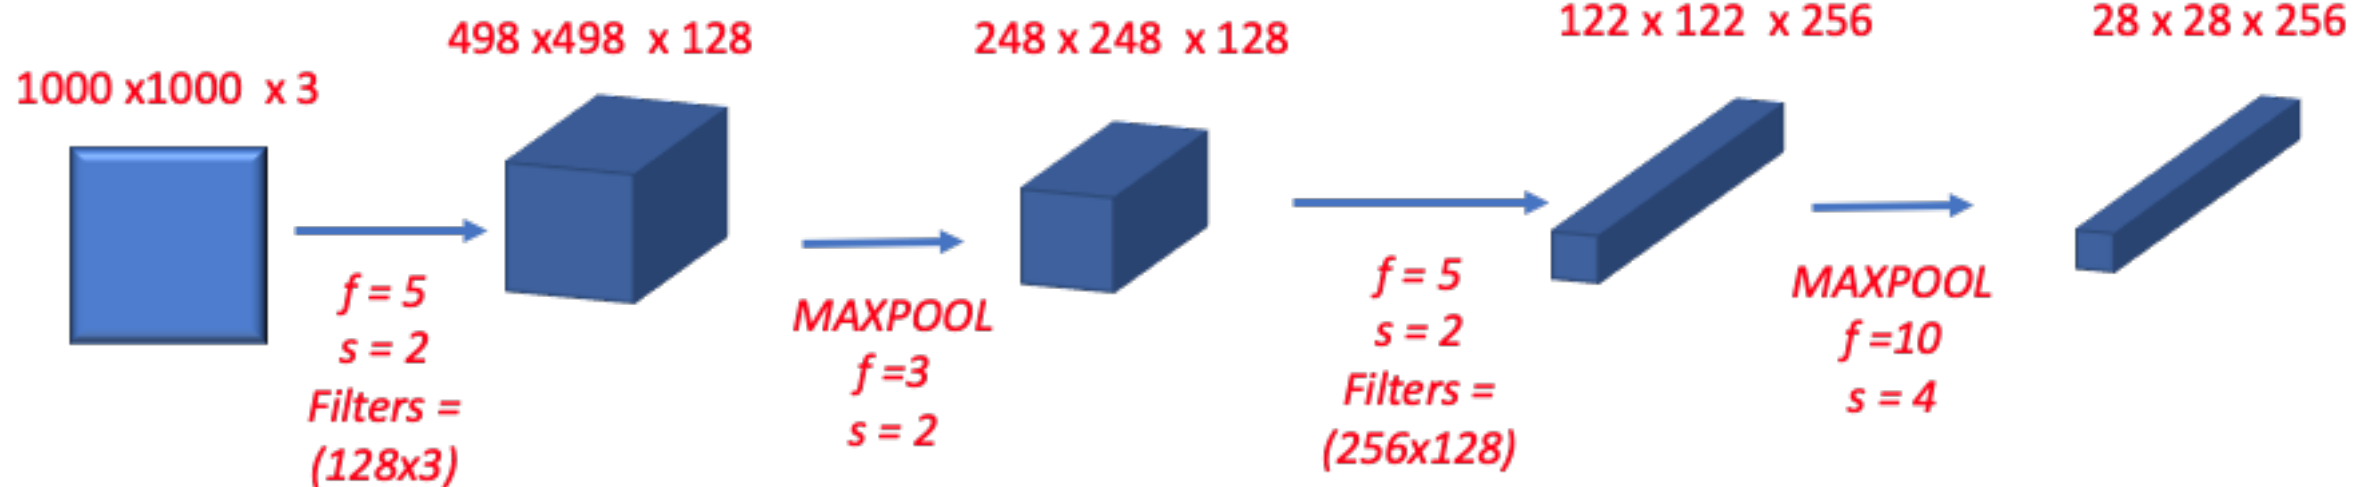 1000 x1000 x 3
498 x498 x 128
248 x 248 x 128
122 x 122 x 256
28 x 28 x 256
f = 5
s = 2
Filters =
(128x3)
MAXPOOL
f =3
s = 2
f = 5
s = 2
Filters =
(256x128)
MAXPOOL
f =10
s = 4